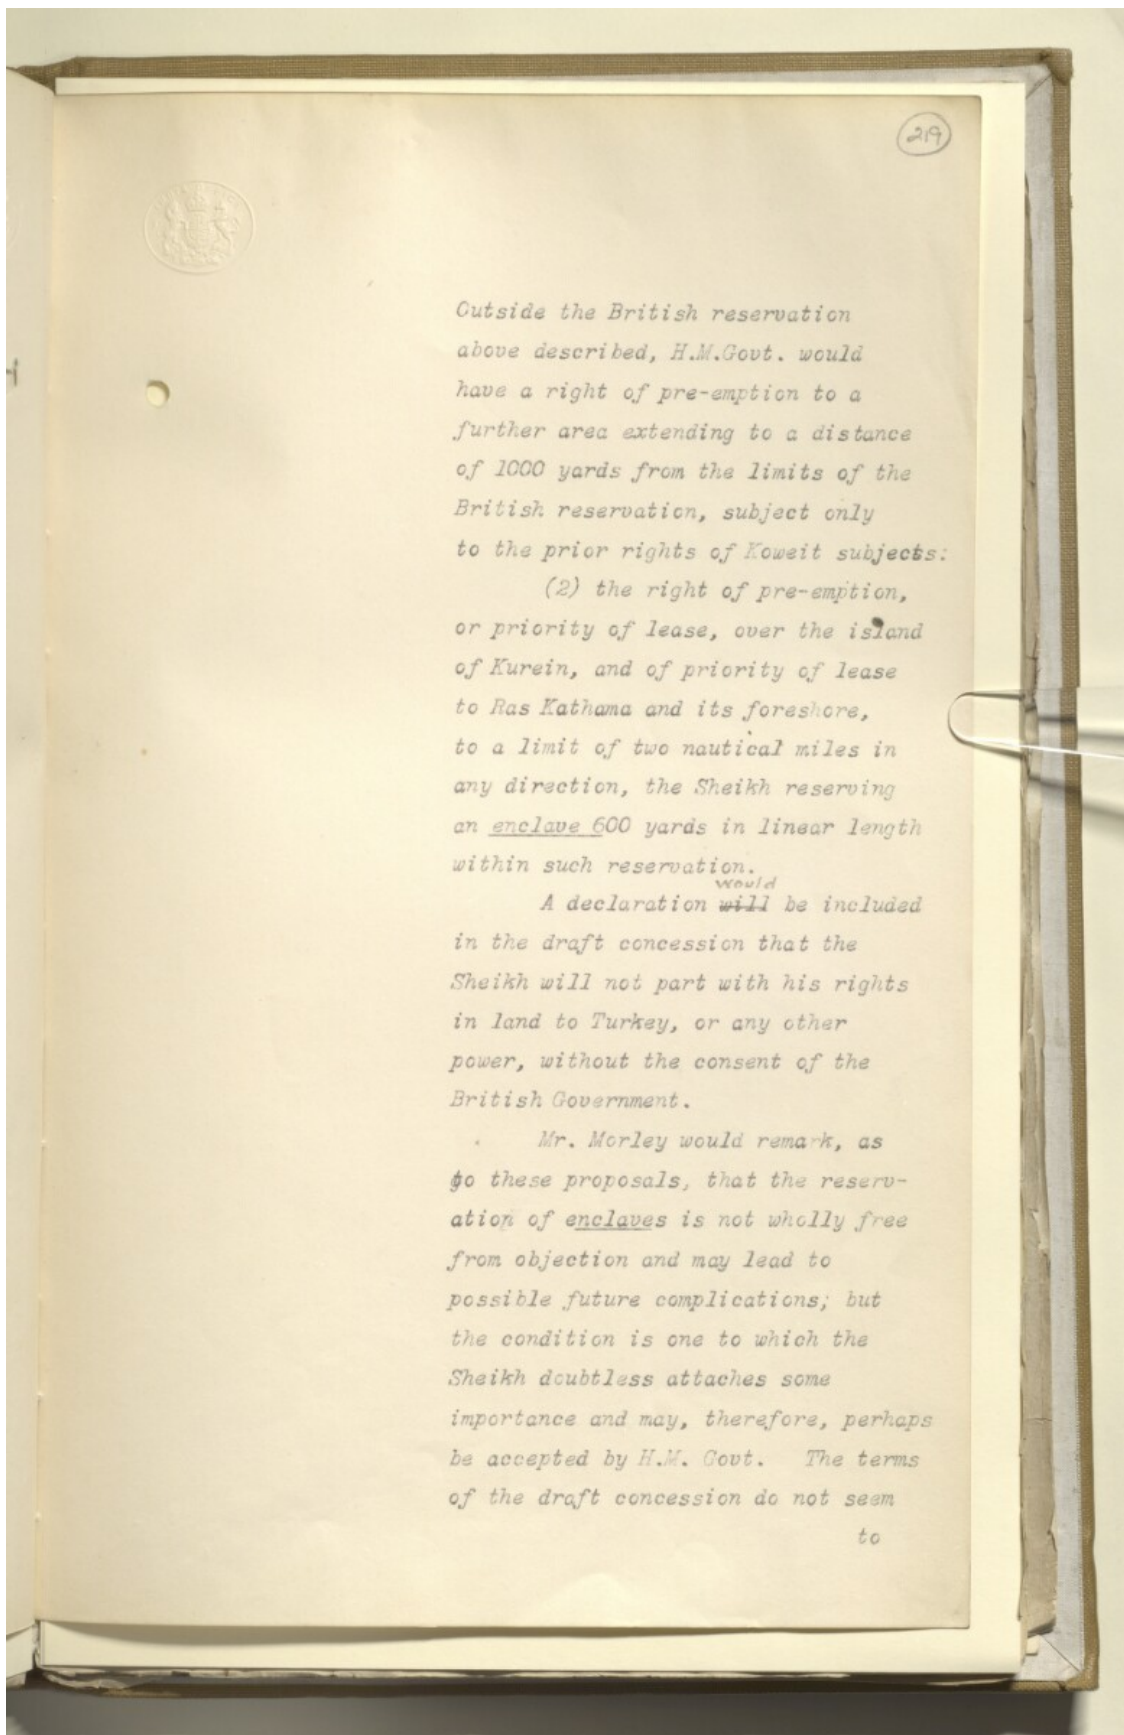 219
Outside the British reservation
above described, H.M.Govt. would
have a right of pre-emption to a
further area extending to a distance
of 1000 yards from the limits of the
British reservation, subject only
to the prior rights of Koweit subjects:
(2) the right of pre-emption,
or priority of lease, over the island
of Kurein, and of priority of lease
to Ras Kathama and its foreshore,
to a limit of two nautical miles in
any direction, the Sheikh reserving
an enclave 600 yards in linear length
within such reservation.
would
A declaration will be included
in the draft concession that the
Sheikh will not part with his rights
in land to Turkey, or any other
power, without the consent of the
British Government.
Mr. Morley would remark, as
to these proposals, that the reserv-
ation of enclaves is not wholly free
from objection and may lead to
possible future complications; but
the condition is one to which the
Sheikh doubtless attaches some
importance and may, therefore, perhaps
be accepted by H.M. Govt. The terms
of the draft concession do not seem
to